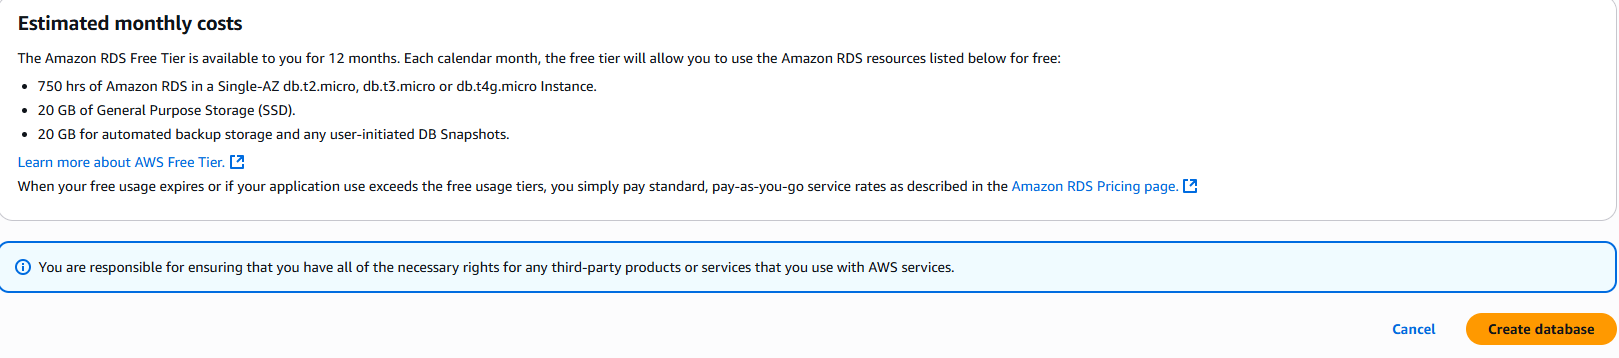 Estimated monthly costs
The Amazon RDS Free Tier is available to you for 12 months. Each calendar month, the free tier will allow you to use the Amazon RDS resources listed below for free:
• 750 hrs of Amazon RDS in a Single-AZ db.t2.micro, db.t3.micro or db.t4g.micro Instance.
• 20 GB of General Purpose Storage (SSD).
• 20 GB for automated backup storage and any user-initiated DB Snapshots.
Learn more about AWS Free Tier.
When your free usage expires or if your application use exceeds the free usage tiers, you simply pay standard, pay-as-you-go service rates as described in the Amazon RDS Pricing page.
You are responsible for ensuring that you have all of the necessary rights for any third-party products or services that you use with AWS services.
Cancel Create database